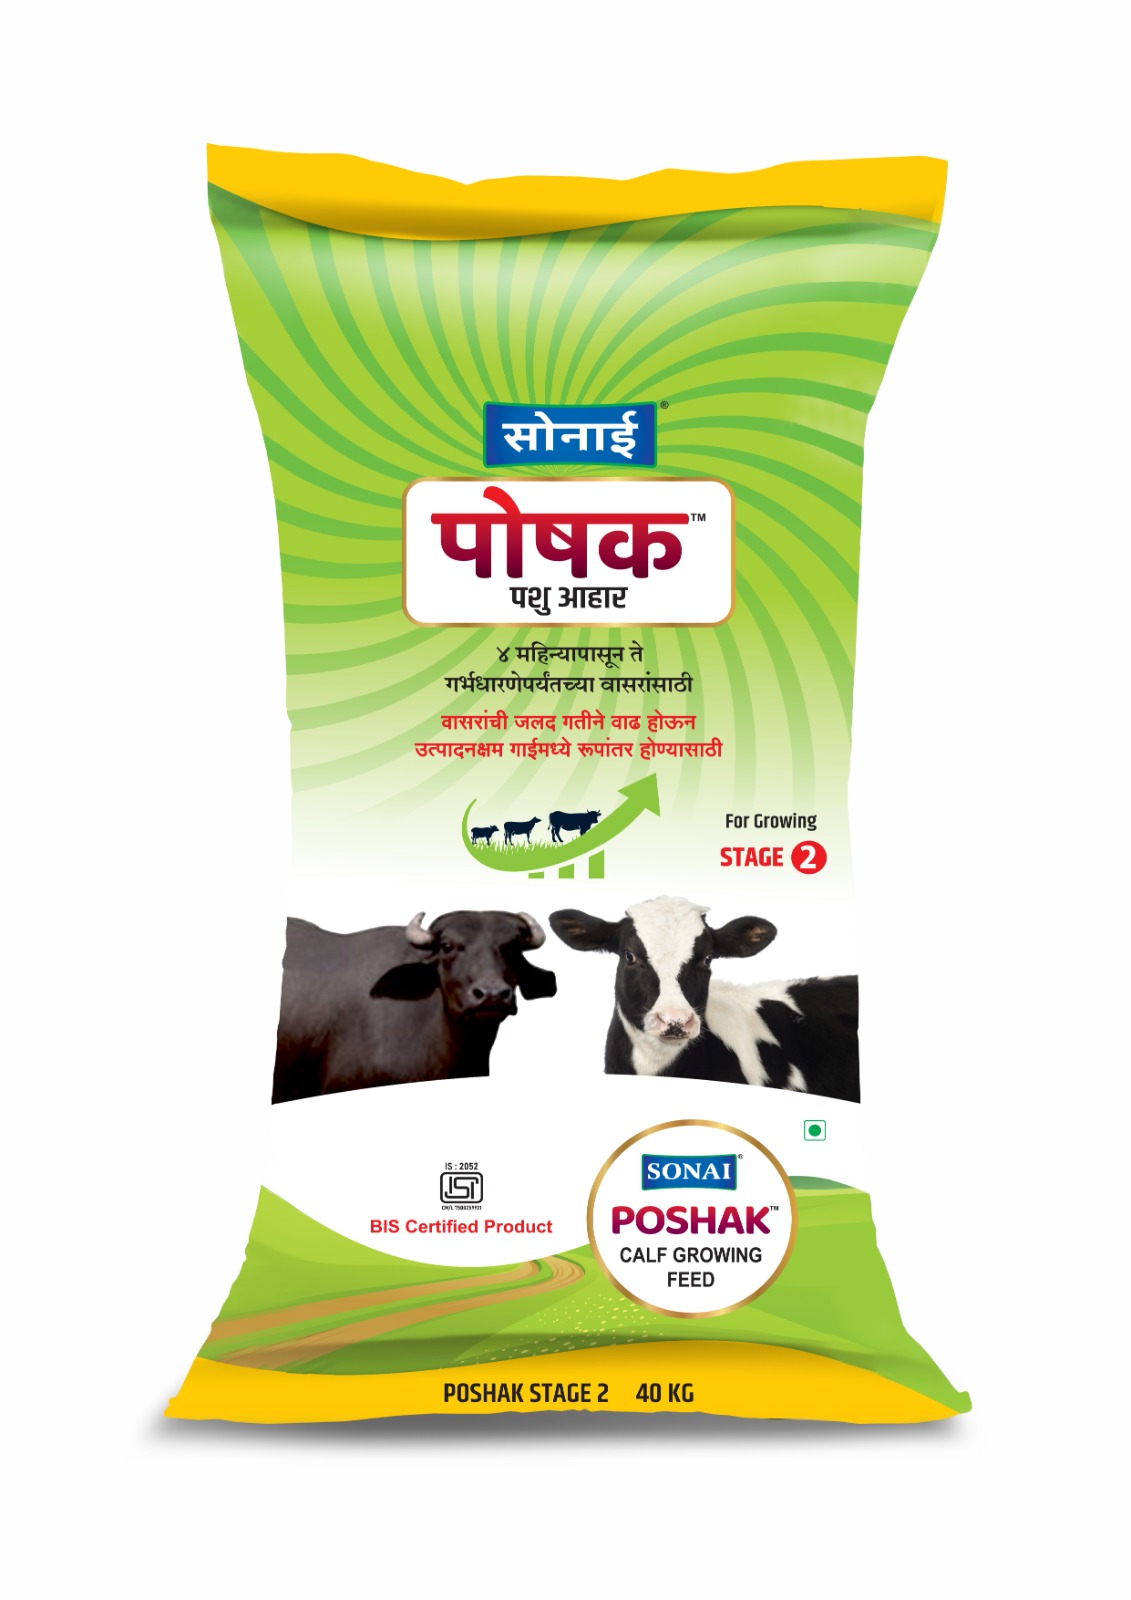 सोनाई®
पोषक™
पशु आहार
४ महिन्यापासून ते
गर्भधारणेपर्यंतच्या वासरांसाठी
वासरांची जलद गतीने वाढ होऊन
उत्पादनक्षम गाईमध्ये रूपांतर होण्यासाठी
For Growing
STAGE 2
IS : 2052
ISI
BIS Certified Product
SONAI®
POSHAK™
CALF GROWING
FEED
POSHAK STAGE 2 40 KG